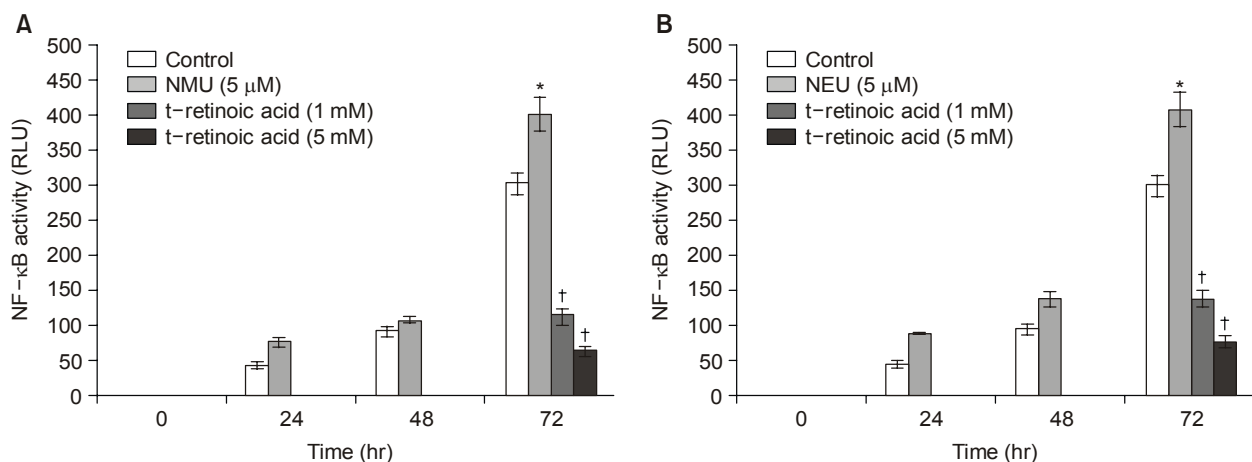 A
NF-κB activity (RLU)
500
450
400
350
300
250
200
150
100
50
0
Control
NMU (5 μM)
t-retinoic acid (1 mM)
t-retinoic acid (5 mM)
*
†
†
0 24 48 72
Time (hr)
B
NF-κB activity (RLU)
500
450
400
350
300
250
200
150
100
50
0
Control
NEU (5 μM)
t-retinoic acid (1 mM)
t-retinoic acid (5 mM)
*
†
†
0 24 48 72
Time (hr)